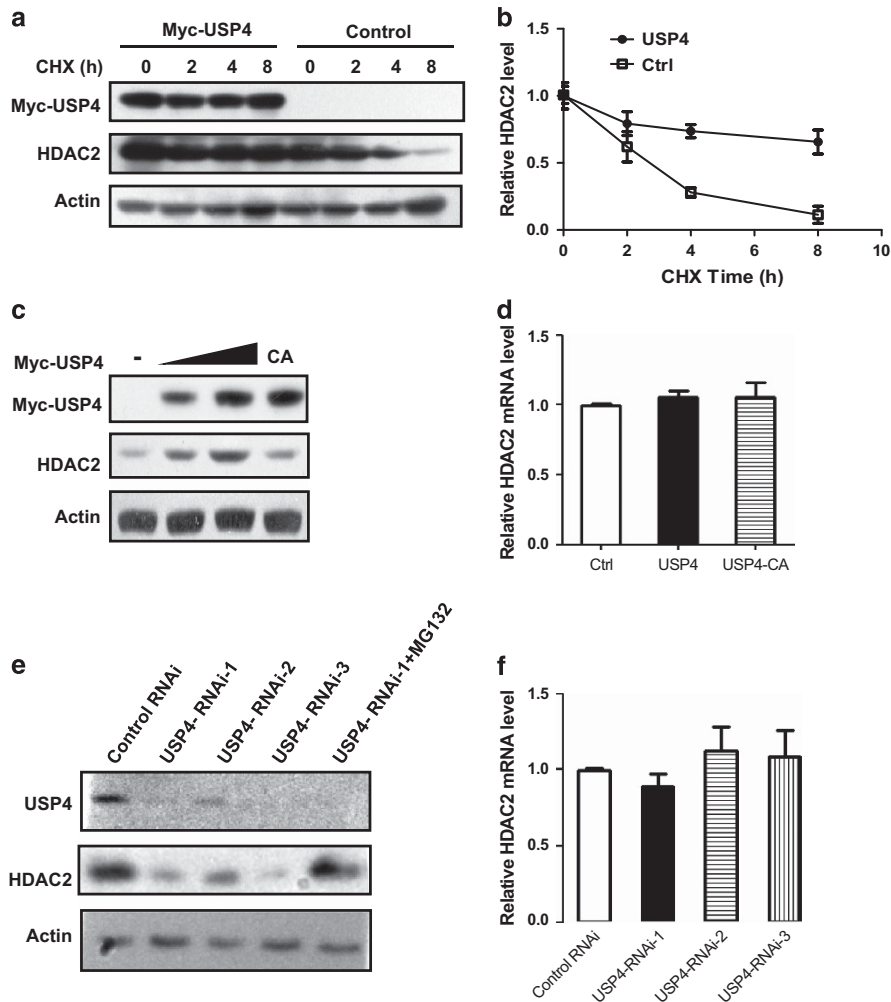 a
Myc-USP4 Control
CHX (h) 0 2 4 8 0 2 4 8
Myc-USP4
HDAC2
Actin
b
Relative HDAC2 level
1.5
1.0
0.5
0.0
USP4
Ctrl
0 2 4 6 8 10
CHX Time (h)
c
Myc-USP4 - CA
Myc-USP4
HDAC2
Actin
d
Relative HDAC2 mRNA level
1.5
1.0
0.5
0.0
Ctrl USP4 USP4-CA
e
Control RNAi
USP4- RNAi-1
USP4- RNAi-2
USP4- RNAi-3
USP4- RNAi-1+MG132
USP4
HDAC2
Actin
f
Relative HDAC2 mRNA level
1.5
1.0
0.5
0.0
Control RNAi
USP4-RNAi-1
USP4-RNAi-2
USP4-RNAi-3